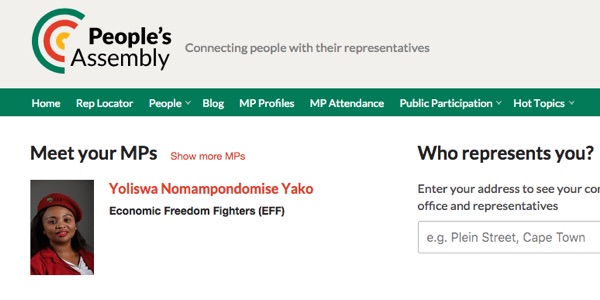 People's
Assembly
Connecting people with their representatives
Home Rep Locator People Blog MP Profiles MP Attendance Public Participation Hot Topics
Meet your MPs Show more MPs
Yoliswa Nomampondomise Yako
Economic Freedom Fighters (EFF)
Who represents you?
Enter your address to see your con
office and representatives
e.g. Plein Street, Cape Town